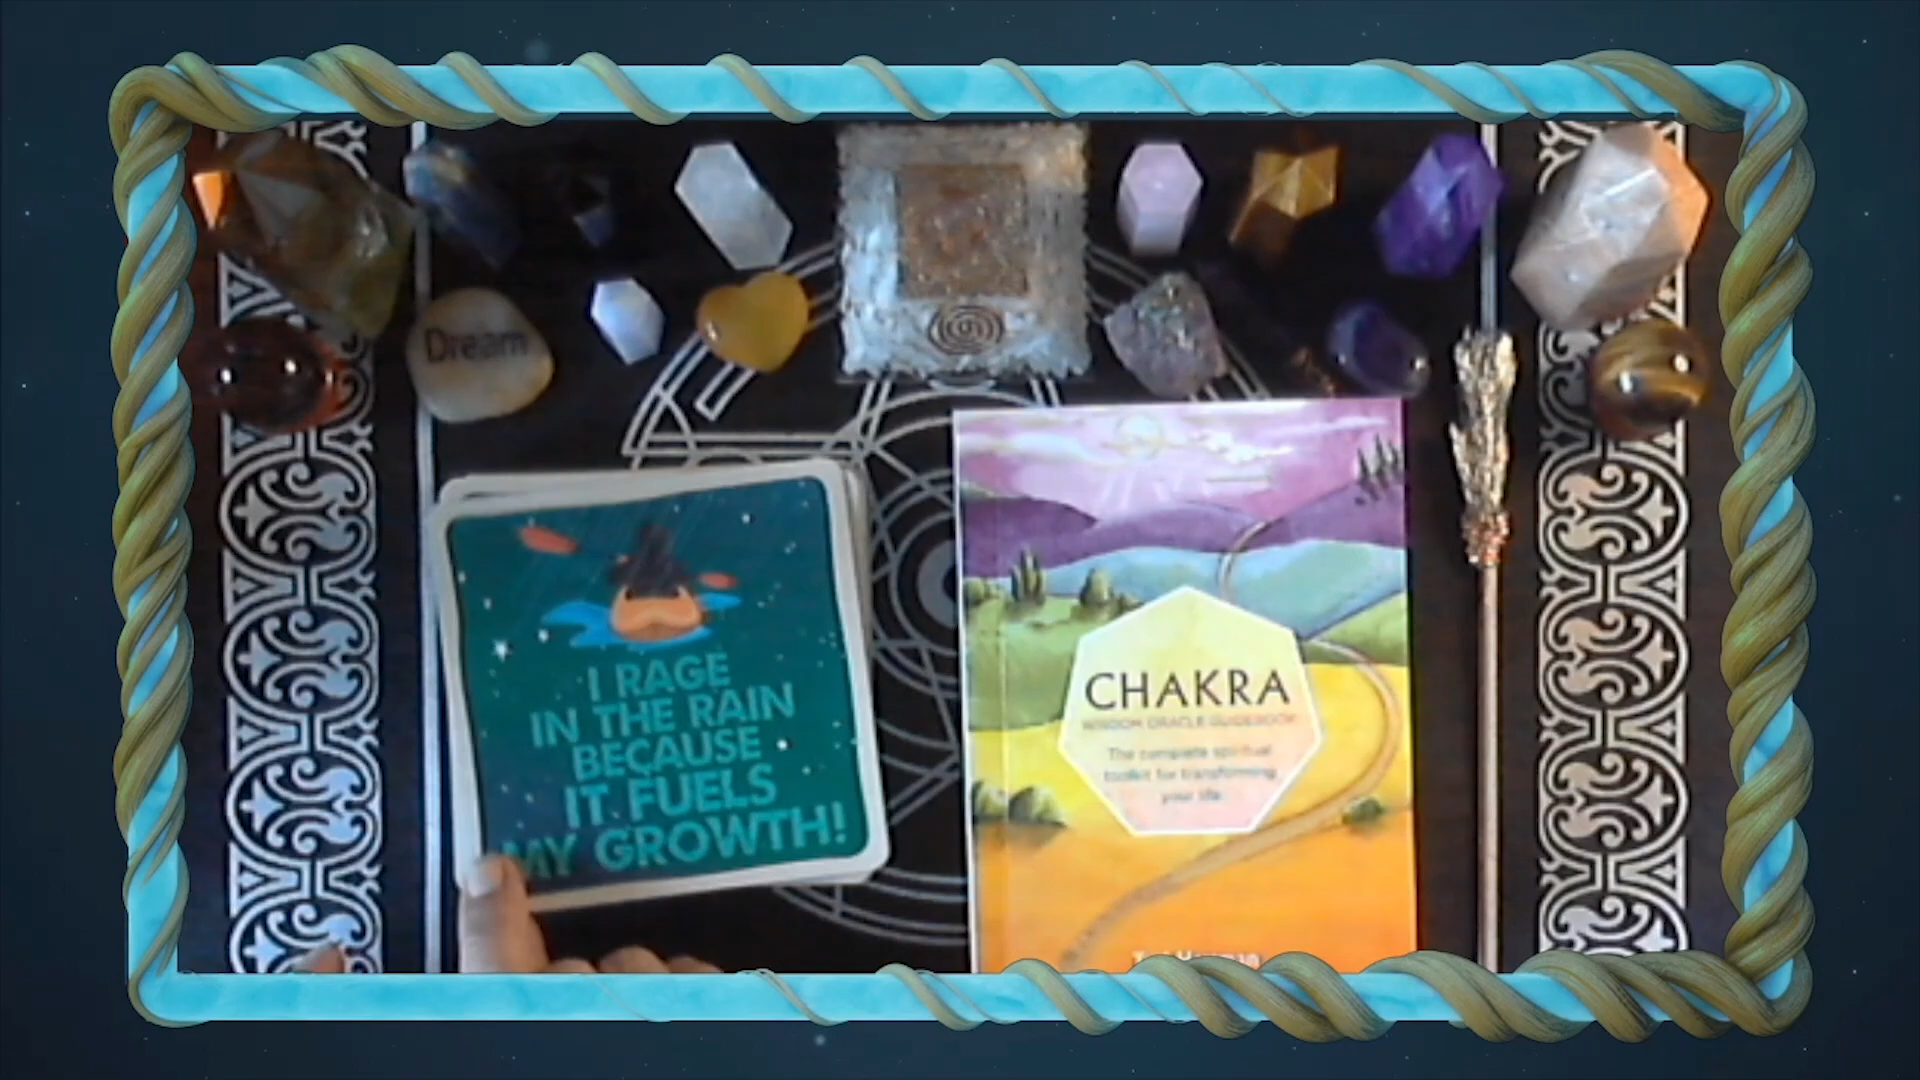 Dream
I RAGE
IN THE RAIN
BECAUSE
IT FUELS
MY GROWTH!
CHAKRA
WISDOM ORACLE GUIDEBOOK
The complete spiritual
toolkit for transforming
your life